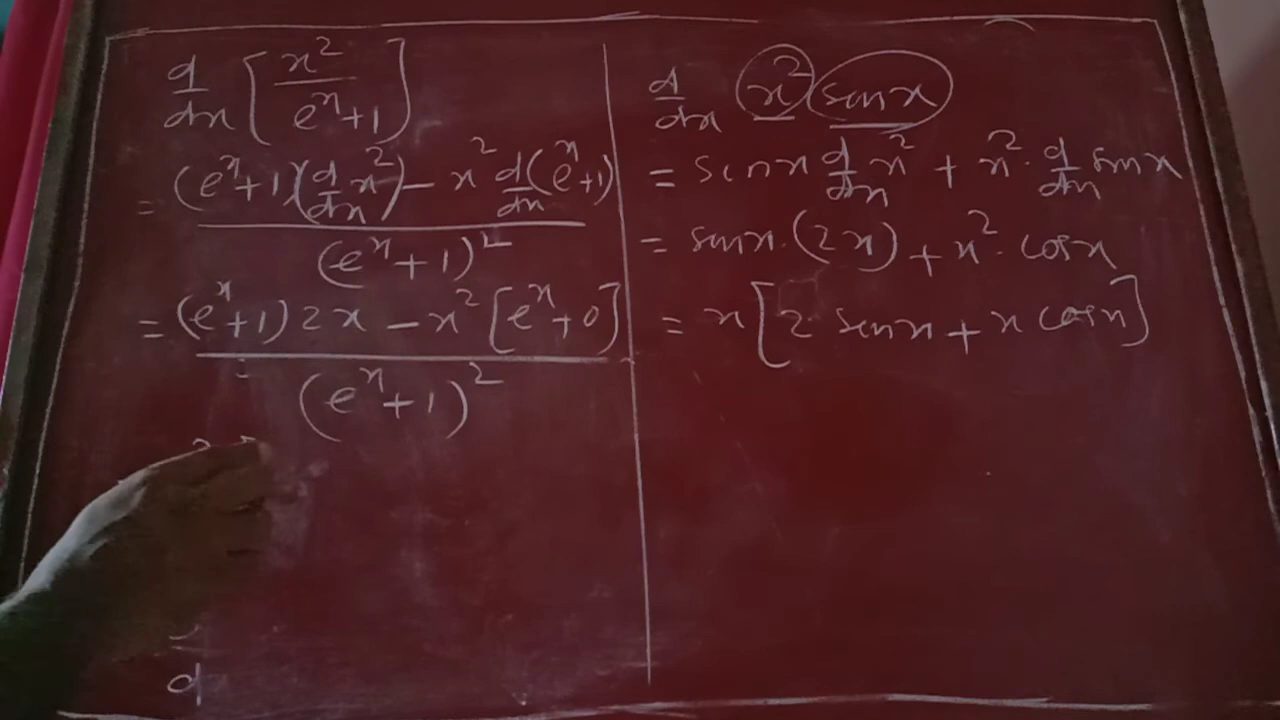 d/dx [x²/(eˣ+1)]
= ((eˣ+1)(d/dx x²) − x² d/dx(eˣ+1))/(eˣ+1)²
= ((eˣ+1) 2x − x² [eˣ+0])/(eˣ+1)²
d
d/dx x² sinx
= sinx d/dx x² + x² · d/dx sinx
= sinx · (2x) + x² · cosx
= x [2 sinx + x cosx]